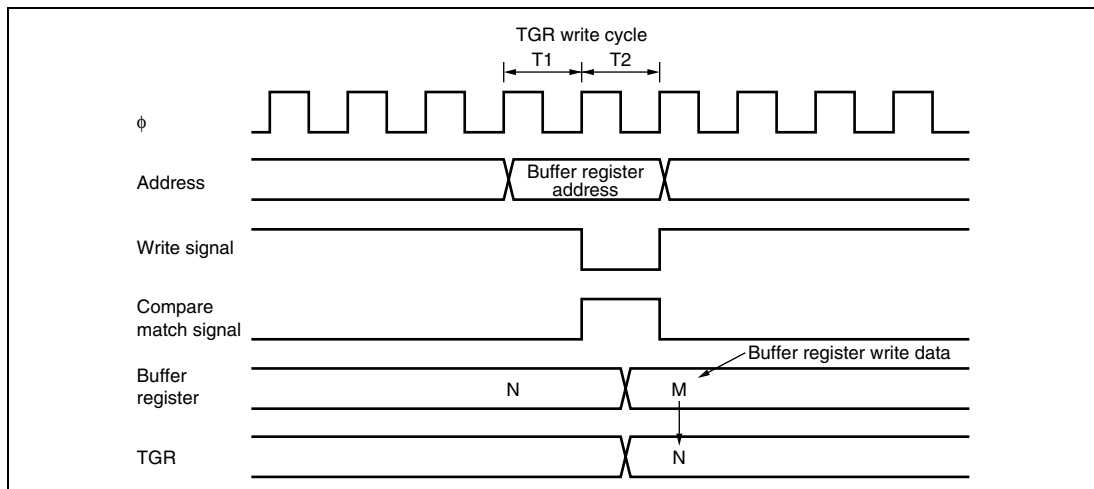 TGR write cycle
T1 T2
ϕ
Address
Buffer register
address
Write signal
Compare
match signal
Buffer register write data
Buffer
register
N M
TGR
N